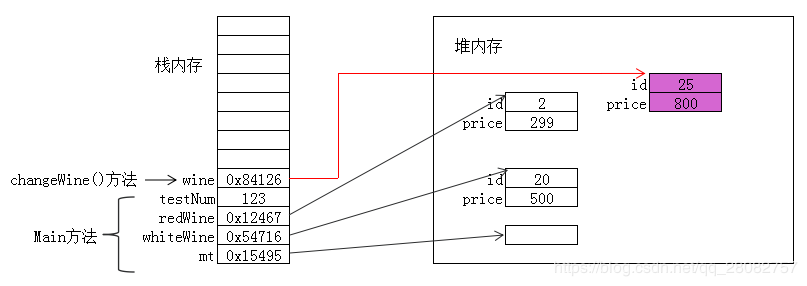 栈内存
堆内存
id 25
price 800
id 2
price 299
id 20
price 500
changeWine()方法
wine 0x84126
testNum 123
redWine 0x12467
Main方法
whiteWine 0x54716
mt 0x15495
https://blog.csdn.net/qq_28082757